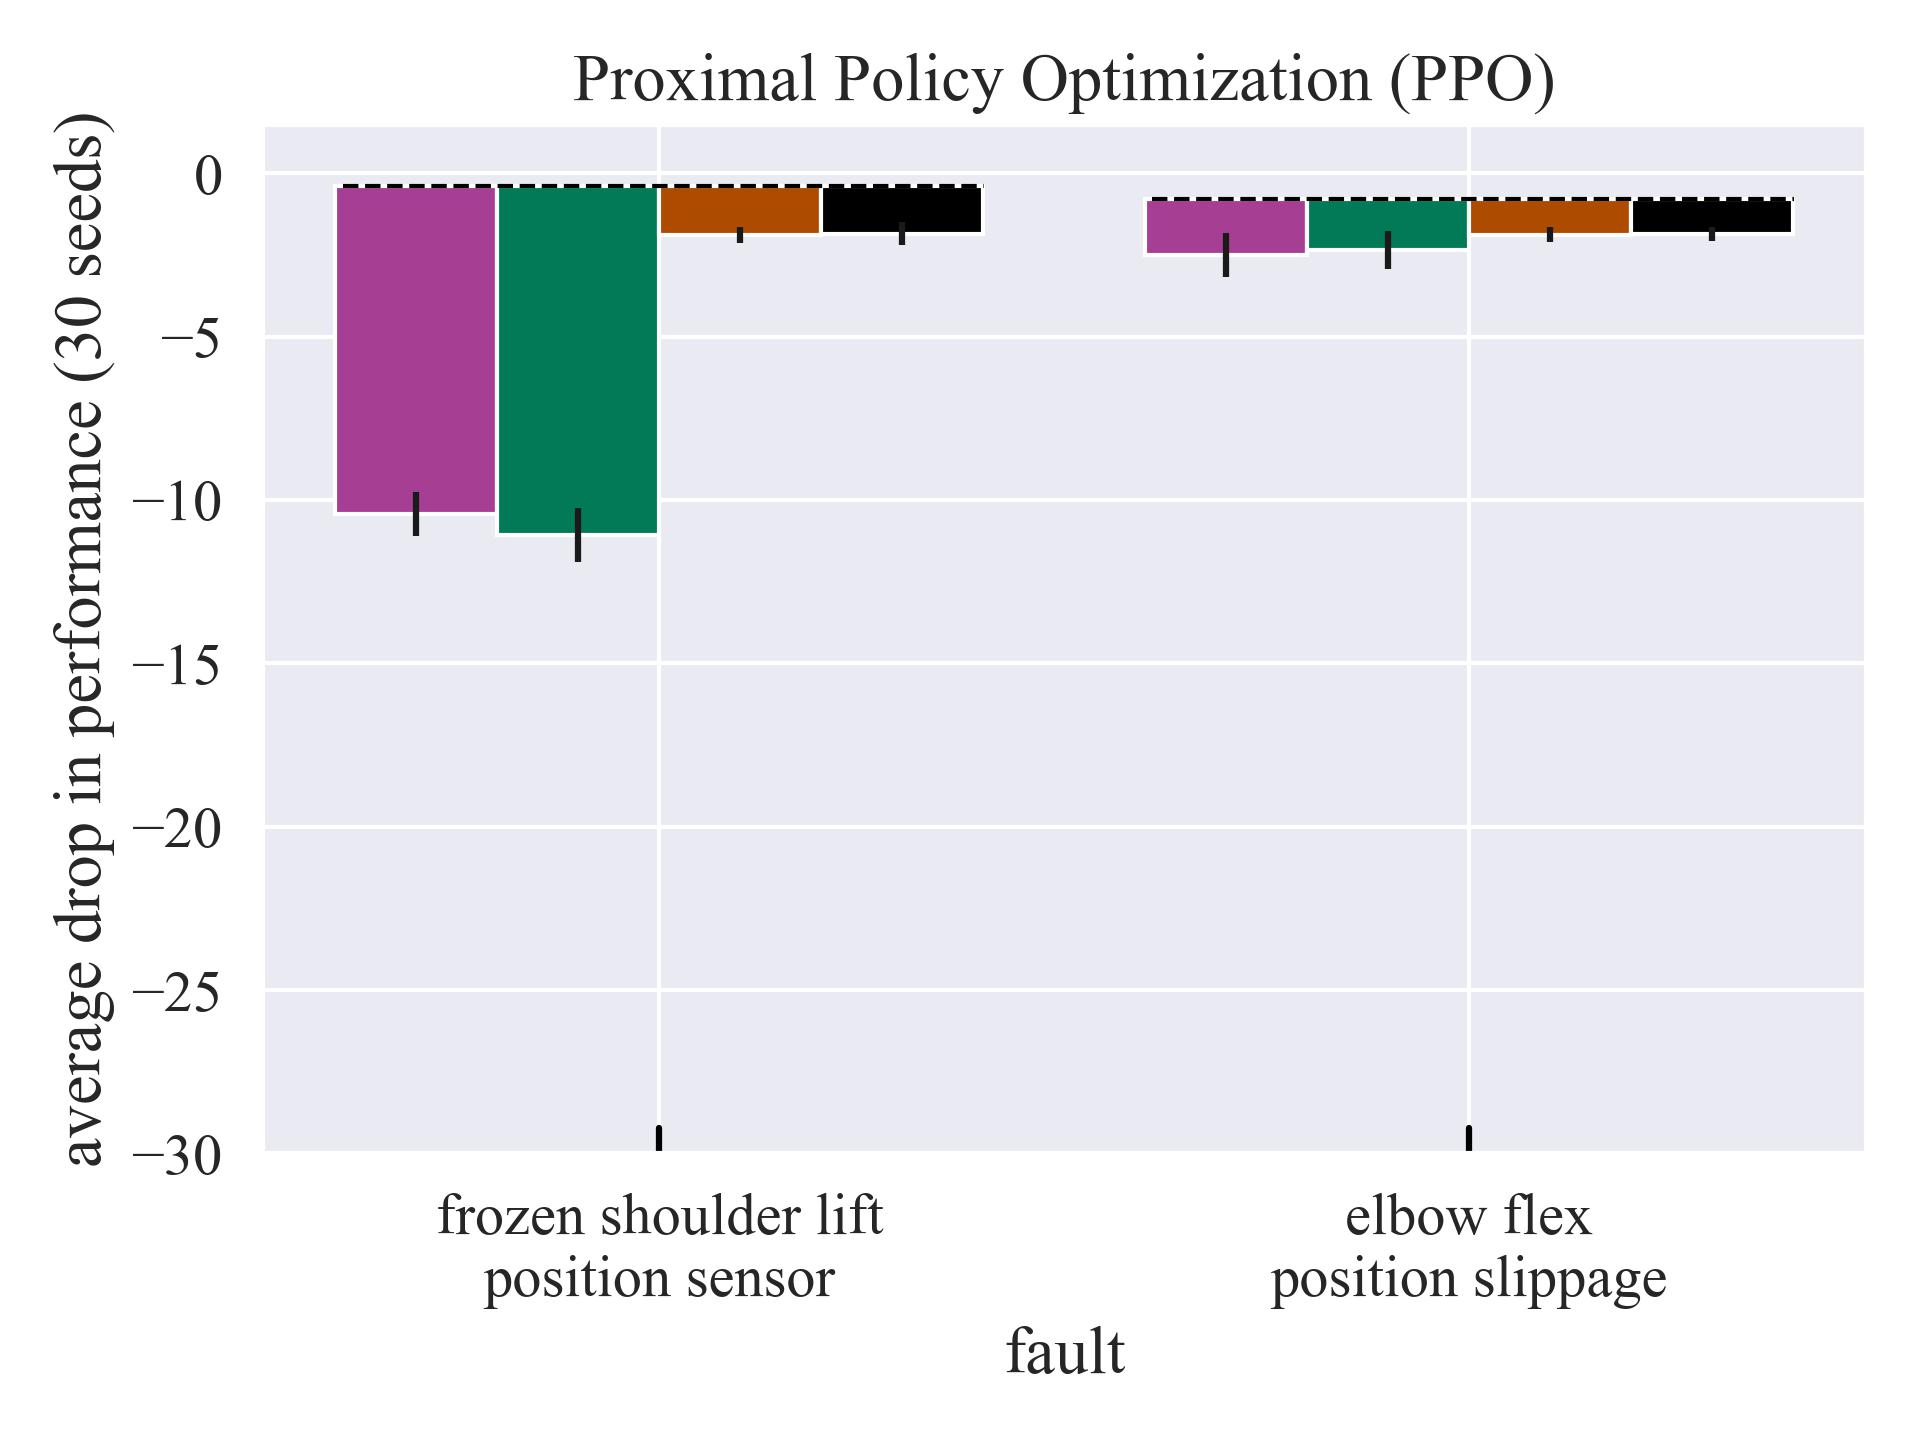 Proximal Policy Optimization (PPO)
average drop in performance (30 seeds)
0
−5
−10
−15
−20
−25
−30
frozen shoulder lift
position sensor
elbow flex
position slippage
fault